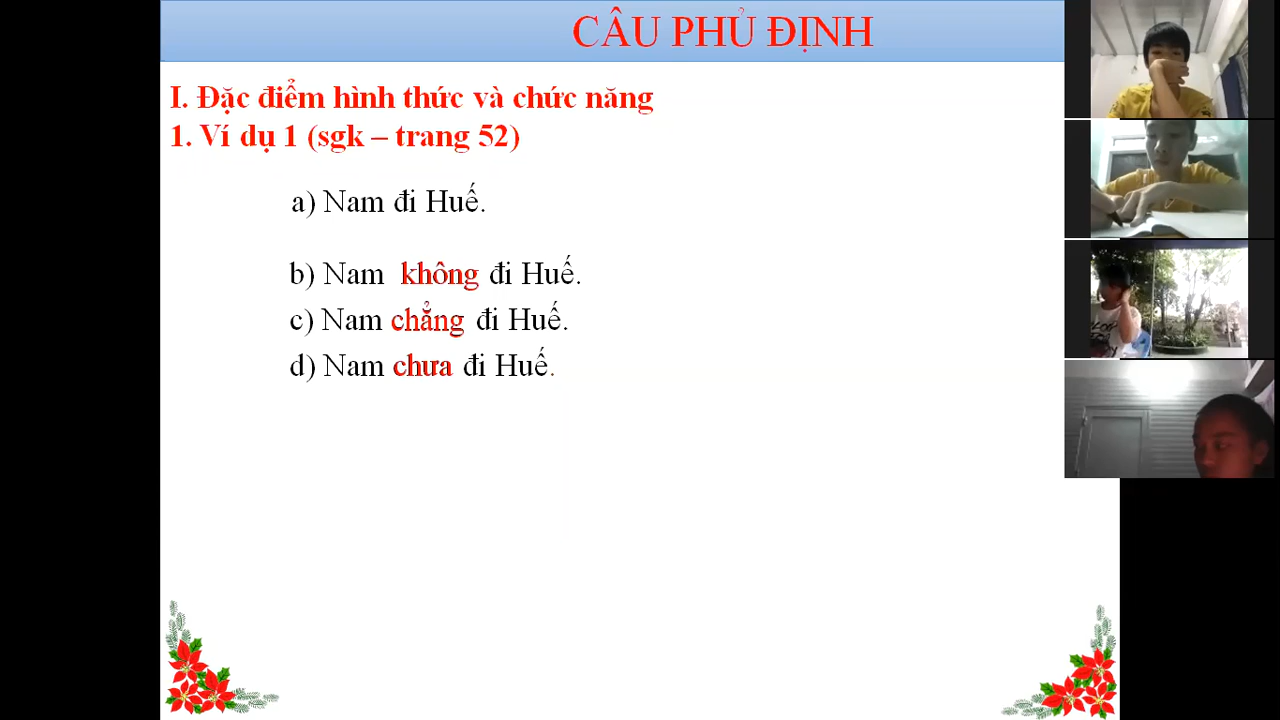 CÂU PHỦ ĐỊNH
I. Đặc điểm hình thức và chức năng
1. Ví dụ 1 (sgk – trang 52)
a) Nam đi Huế.
b) Nam không đi Huế.
c) Nam chẳng đi Huế.
d) Nam chưa đi Huế.